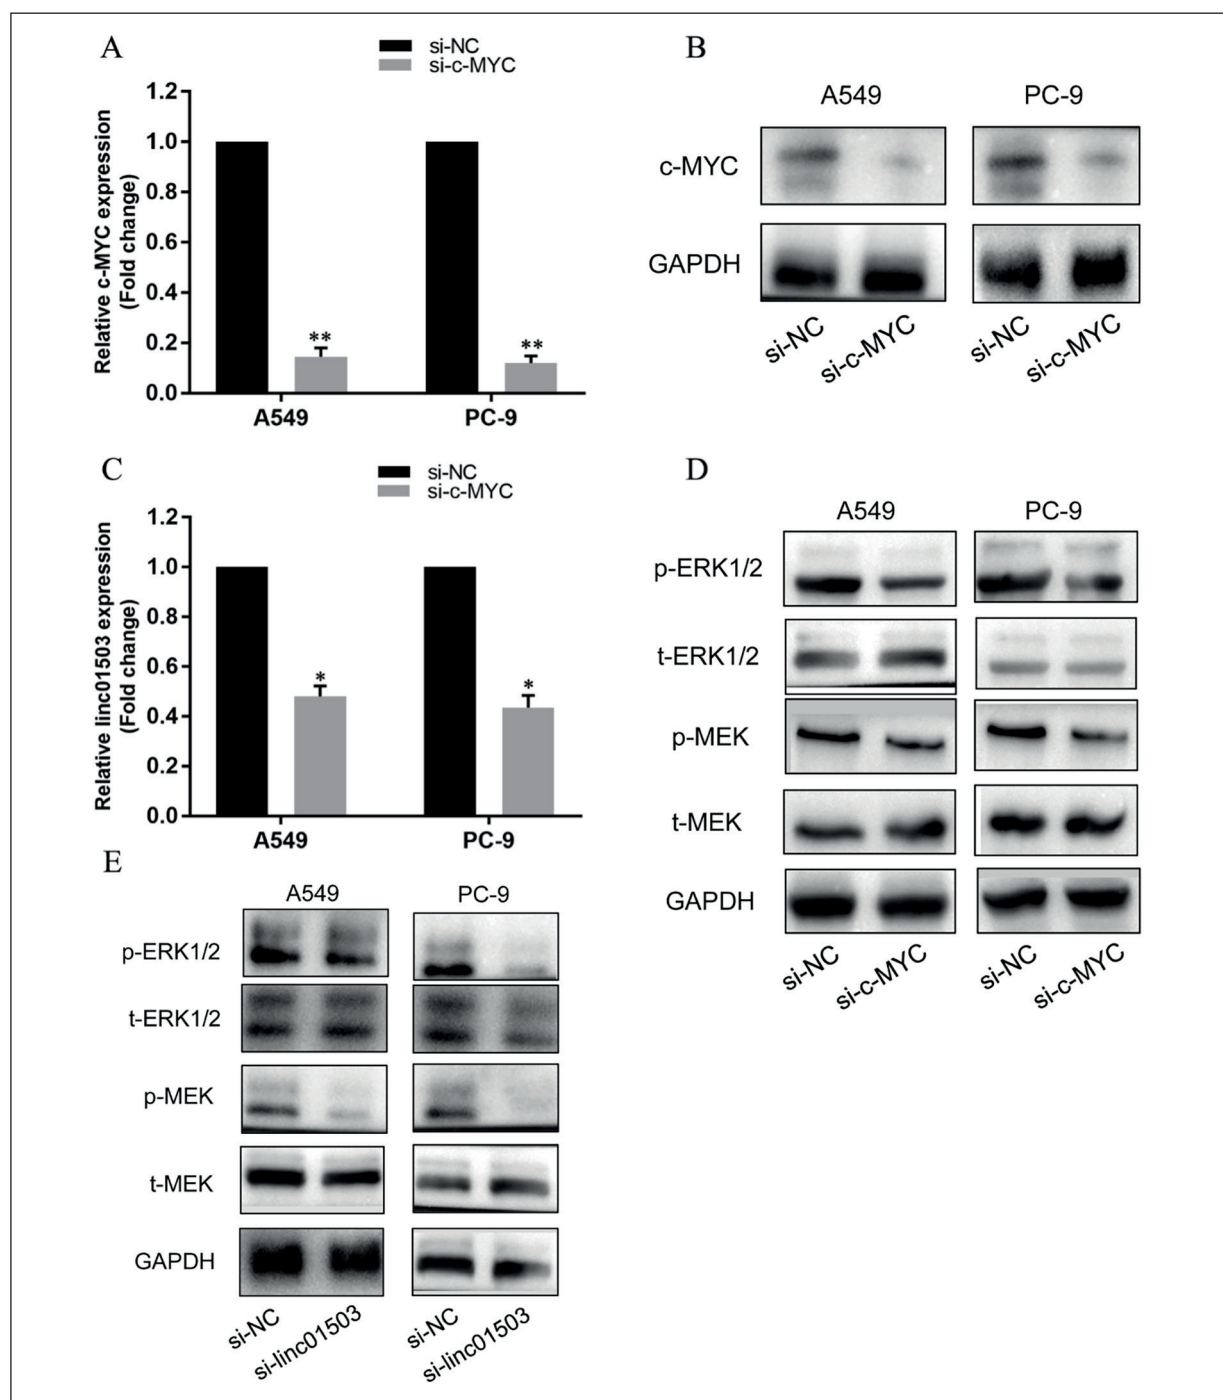 A
si-NC
si-c-MYC
Relative c-MYC expression
(Fold change)
1.2
1.0
0.8
0.6
0.4
0.2
0.0
**
**
A549
PC-9
B
A549
PC-9
c-MYC
GAPDH
si-NC
si-c-MYC
si-NC
si-c-MYC
C
si-NC
si-c-MYC
Relative linc01503 expression
(Fold change)
1.2
1.0
0.8
0.6
0.4
0.2
0.0
*
*
A549
PC-9
D
A549
PC-9
p-ERK1/2
t-ERK1/2
p-MEK
t-MEK
GAPDH
si-NC
si-c-MYC
si-NC
si-c-MYC
E
A549
PC-9
p-ERK1/2
t-ERK1/2
p-MEK
t-MEK
GAPDH
si-NC
si-linc01503
si-NC
si-linc01503